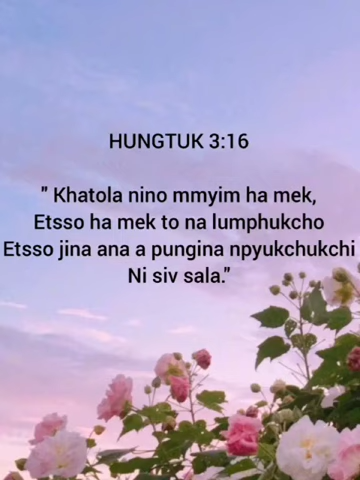 HUNGTUK 3:16
" Khatola nino mmyim ha mek,
Etsso ha mek to na lumphukcho
Etsso jina ana a pungina npyukchukchi
Ni siv sala."